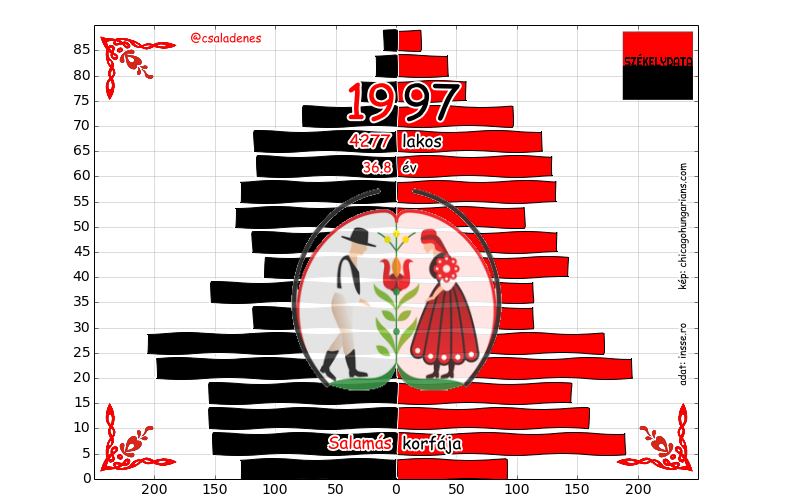 @csaladenes
SZÉKELYDATA
1997
4277 lakos
36.8 év
kép: chicagohungarians.com
adat: insse.ro
Salamás korfája
85
80
75
70
65
60
55
50
45
40
35
30
25
20
15
10
5
0
200 150 100 50 0 50 100 150 200